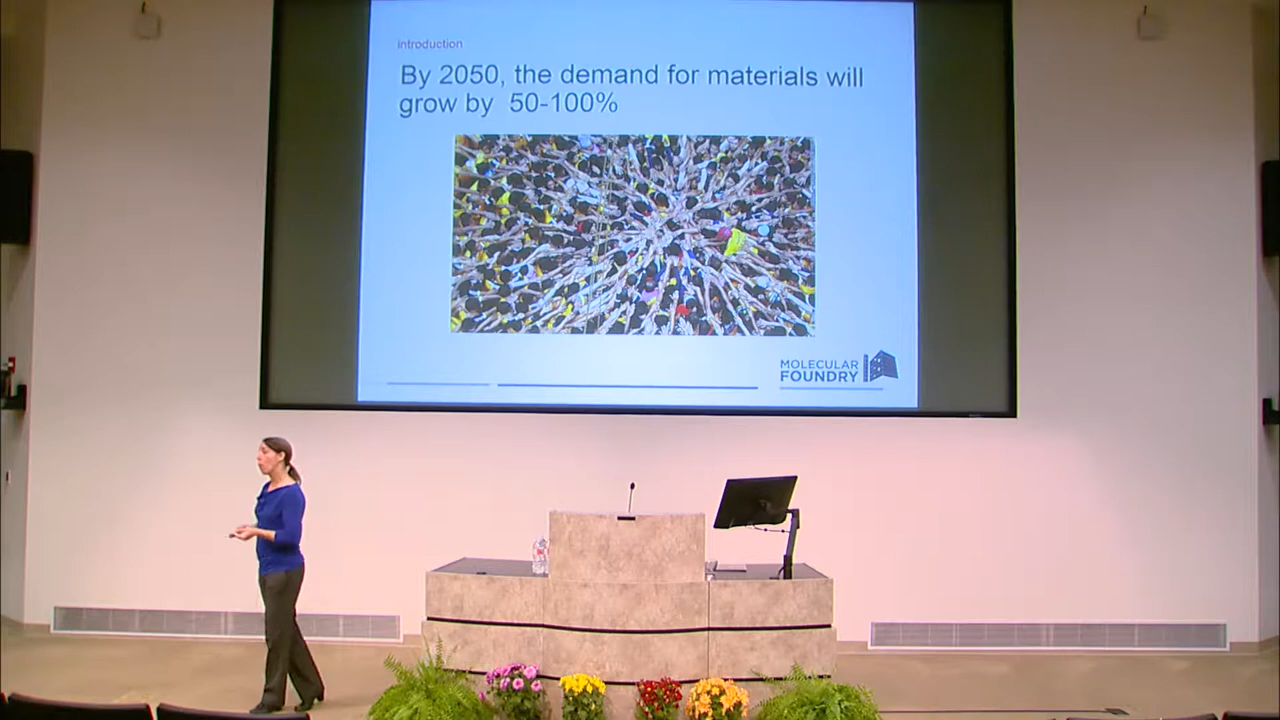 introduction
By 2050, the demand for materials will
grow by 50-100%
MOLECULAR
FOUNDRY